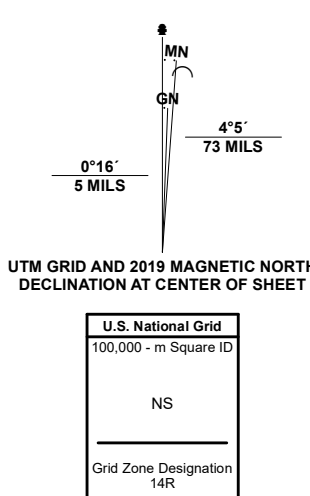 MN
GN
4°5´
73 MILS
0°16´
5 MILS
UTM GRID AND 2019 MAGNETIC NORTH
DECLINATION AT CENTER OF SHEET
U.S. National Grid
100,000 - m Square ID
NS
Grid Zone Designation
14R